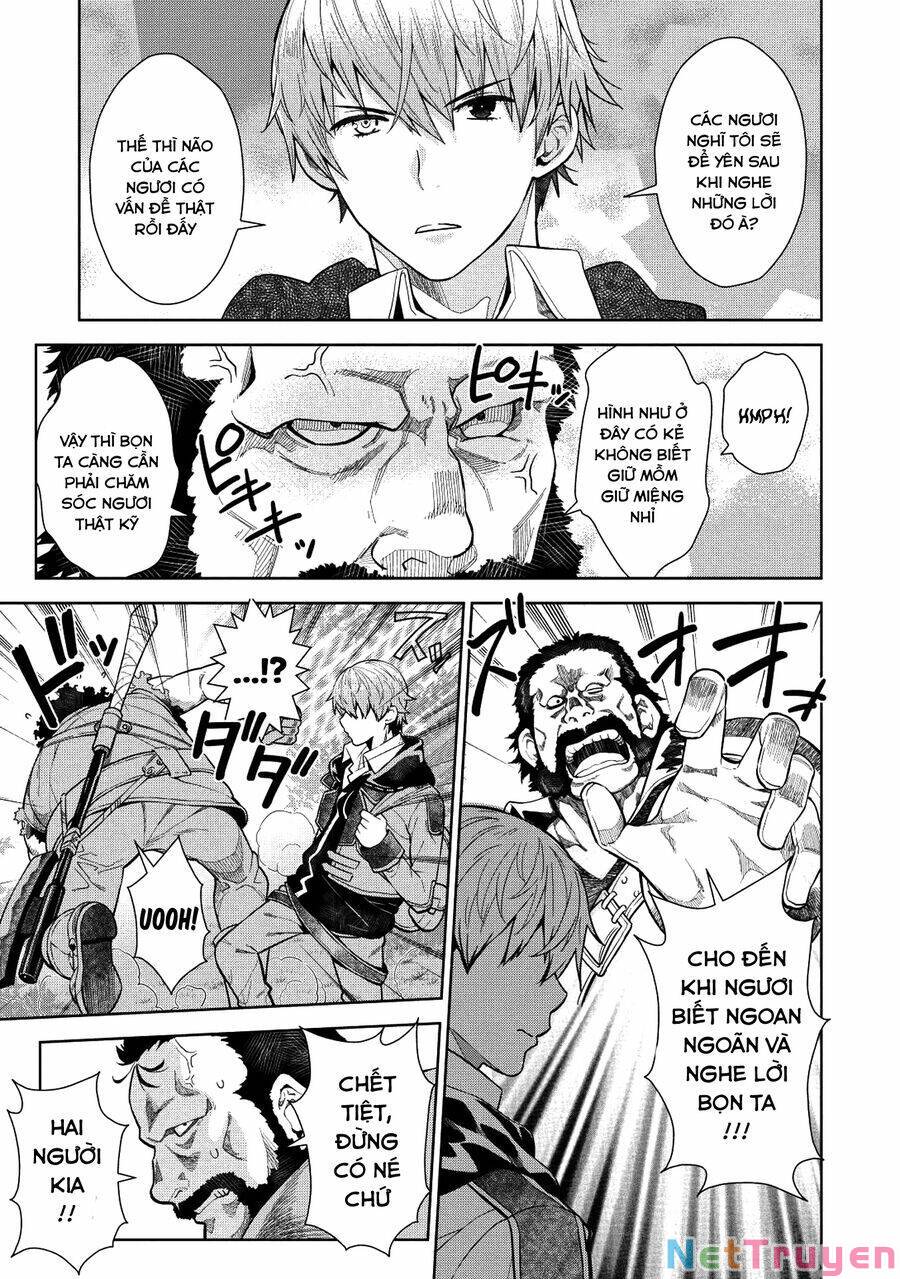 CÁC NGƯƠI
NGHĨ TÔI SẼ
ĐỂ YÊN SAU
KHI NGHE
NHỮNG LỜI
ĐÓ À?
THẾ THÌ NÃO
CỦA CÁC
NGƯƠI CÓ
VẤN ĐỀ THẬT
RỒI ĐẤY
HMPH!
HÌNH NHƯ Ở
ĐÂY CÓ KẺ
KHÔNG BIẾT
GIỮ MỒM
GIỮ MIỆNG
NHỈ
ピキッ
ピキッ
VẬY THÌ BỌN
TA CÀNG CẦN
PHẢI CHĂM
SÓC NGƯƠI
THẬT KỸ
ズオオ
CHO ĐẾN
KHI NGƯƠI
BIẾT NGOAN
NGOÃN VÀ
NGHE LỜI
BỌN TA
!!!
スッ
...!?
ドドッ
ダダッ
UOOH!
CHẾT
TIỆT,
ĐỪNG
CÓ NÉ
CHỨ
HAI
NGƯỜI
KIA
!!
NetTruyen